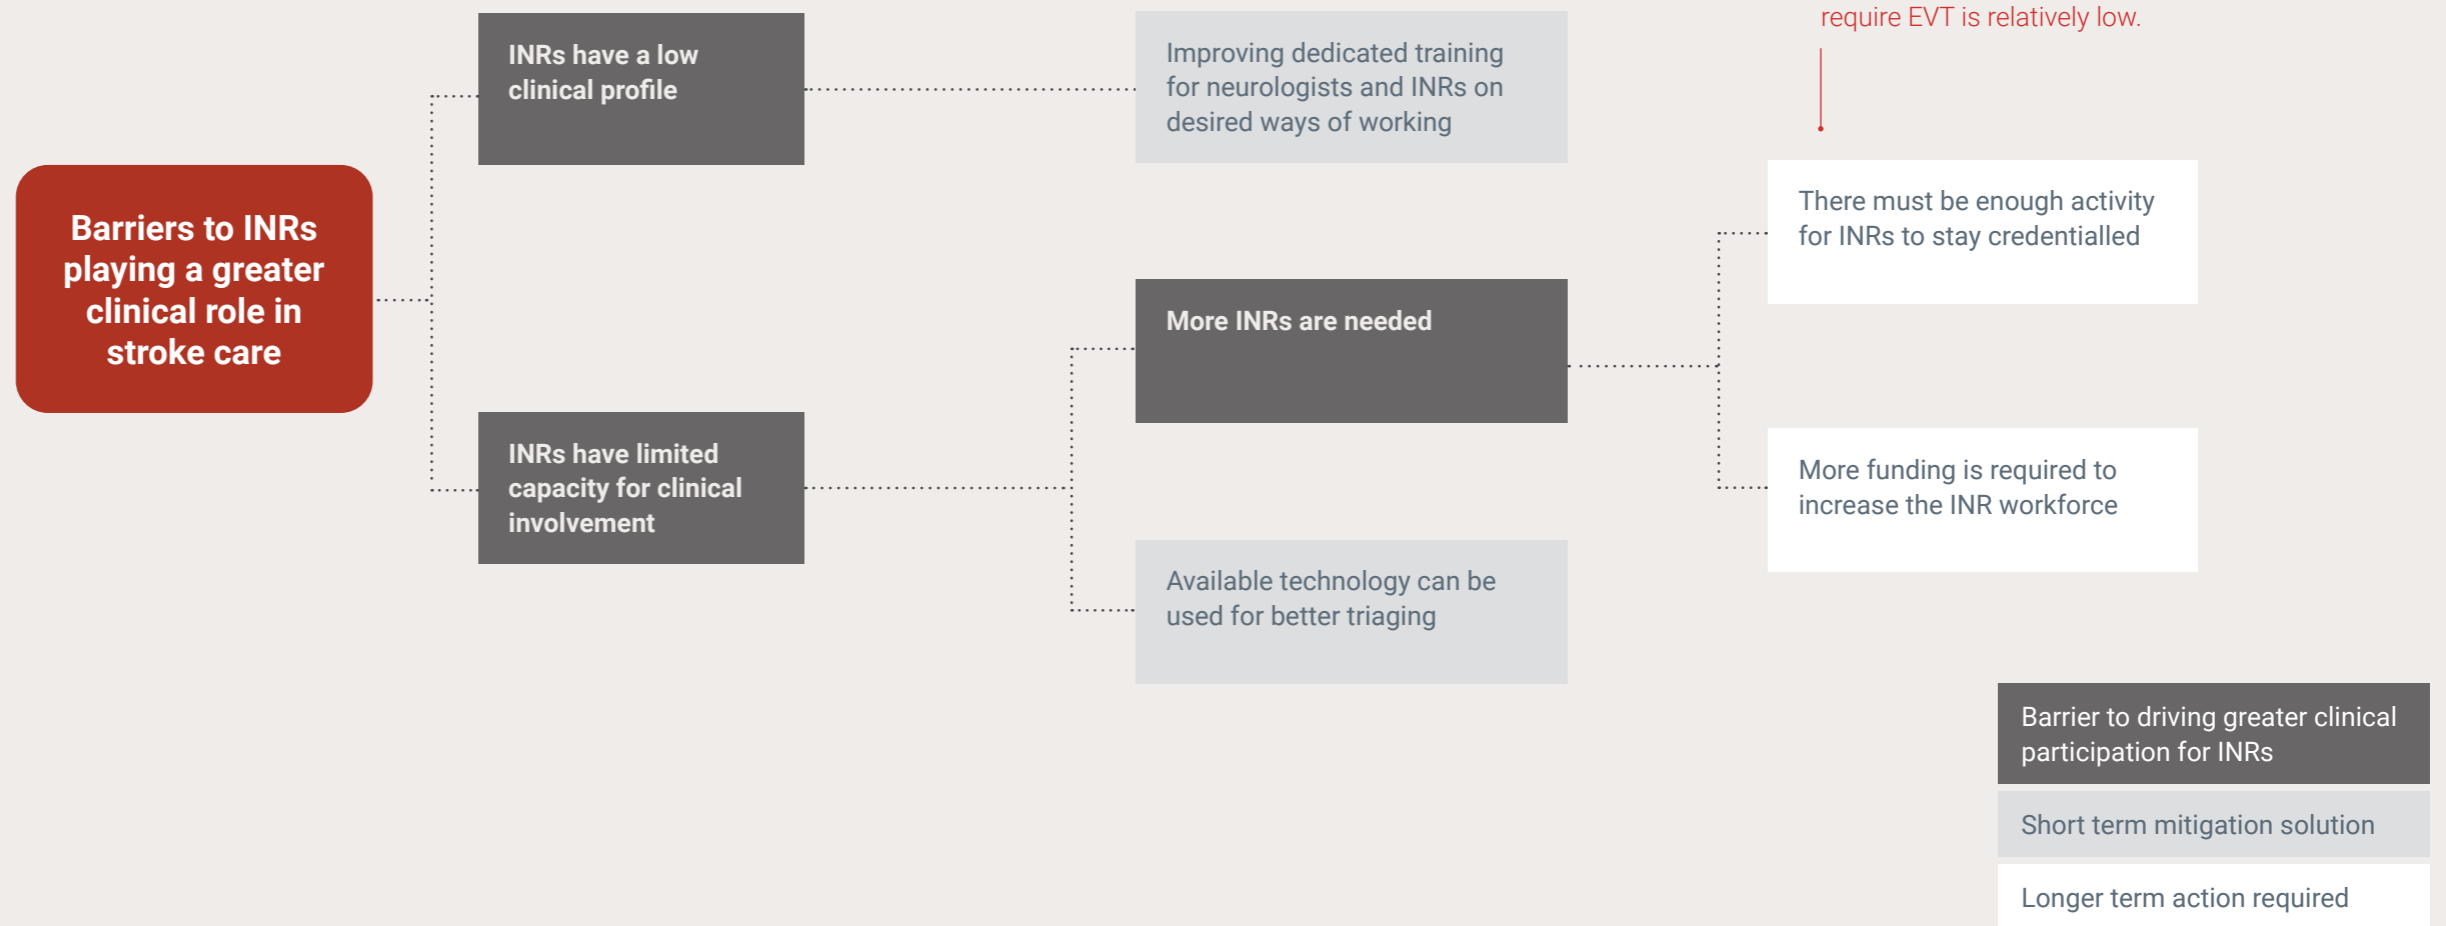 require EVT is relatively low.
INRs have a low
clinical profile
Improving dedicated training
for neurologists and INRs on
desired ways of working
Barriers to INRs
playing a greater
clinical role in
stroke care
There must be enough activity
for INRs to stay credentialled
More INRs are needed
INRs have limited
capacity for clinical
involvement
More funding is required to
increase the INR workforce
Available technology can be
used for better triaging
Barrier to driving greater clinical
participation for INRs
Short term mitigation solution
Longer term action required